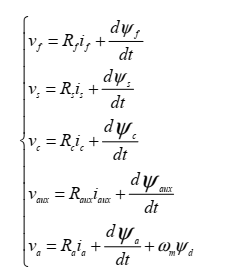 v_f = R_f i_f + dψ_f/dt
v_s = R_s i_s + dψ_s/dt
v_c = R_c i_c + dψ_c/dt
v_aux = R_aux i_aux + dψ_aux/dt
v_a = R_a i_a + dψ_a/dt + ω_m ψ_d